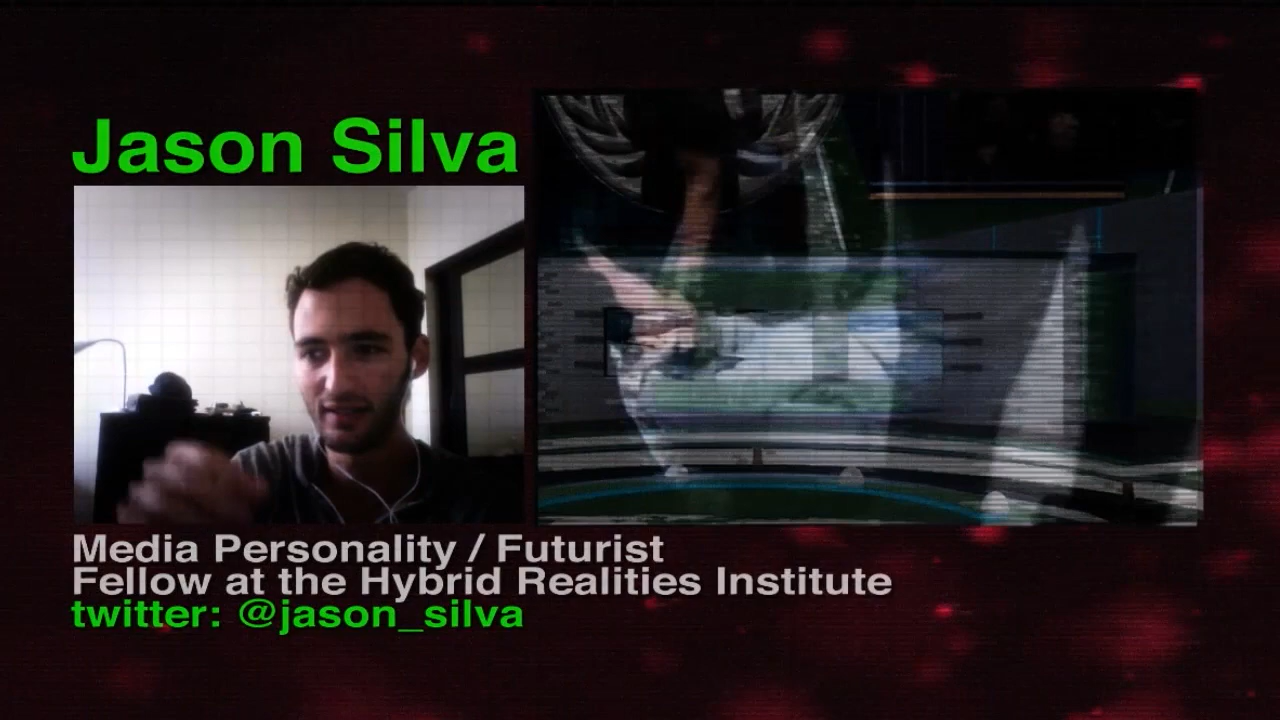 Jason Silva
Media Personality / Futurist
Fellow at the Hybrid Realities Institute
twitter: @jason_silva